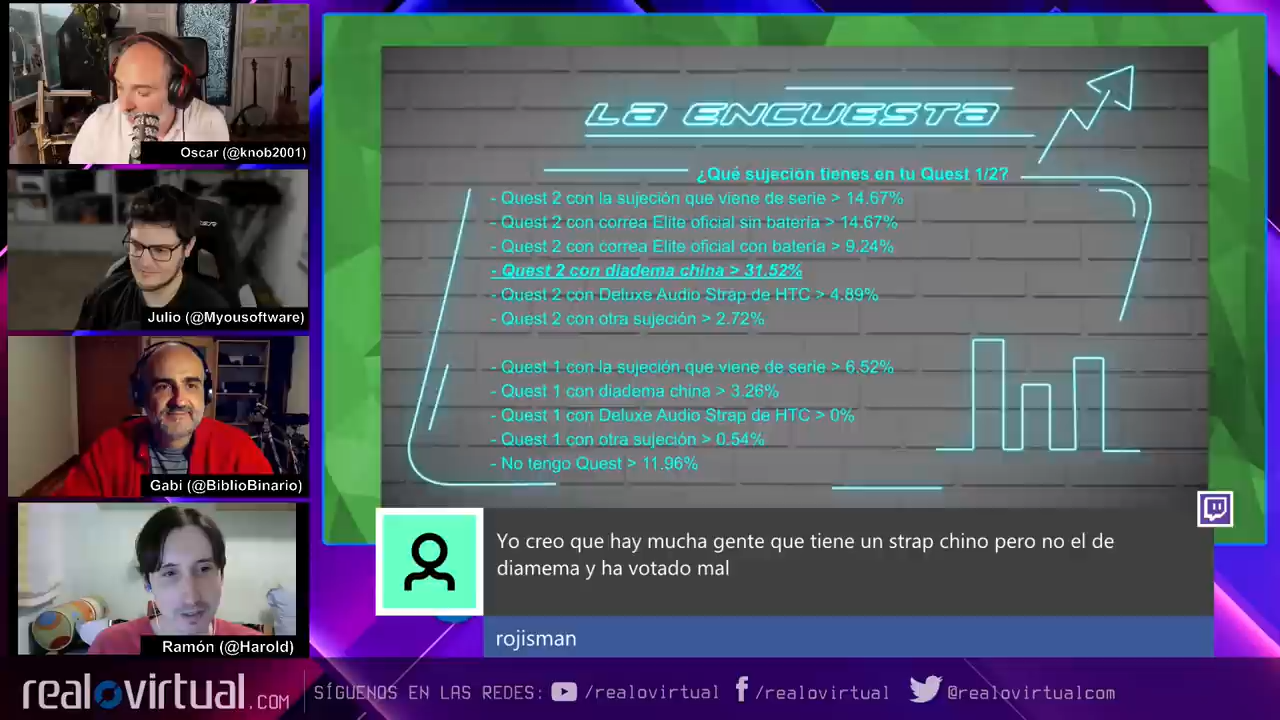 Oscar (@knob2001)
Julio (@Myousoftware)
Gabi (@BiblioBinario)
Ramón (@Harold)
LA ENCUESTA
¿Qué sujeción tienes en tu Quest 1/2?
- Quest 2 con la sujeción que viene de serie > 14.67%
- Quest 2 con correa Elite oficial sin batería > 14.67%
- Quest 2 con correa Elite oficial con batería > 9.24%
- Quest 2 con diadema china > 31.52%
- Quest 2 con Deluxe Audio Strap de HTC > 4.89%
- Quest 2 con otra sujeción > 2.72%
- Quest 1 con la sujeción que viene de serie > 6.52%
- Quest 1 con diadema china > 3.26%
- Quest 1 con Deluxe Audio Strap de HTC > 0%
- Quest 1 con otra sujeción > 0.54%
- No tengo Quest > 11.96%
Yo creo que hay mucha gente que tiene un strap chino pero no el de
diamema y ha votado mal
rojisman
realovirtual.COM
SÍGUENOS EN LAS REDES: /realovirtual /realovirtual @realovirtualcom